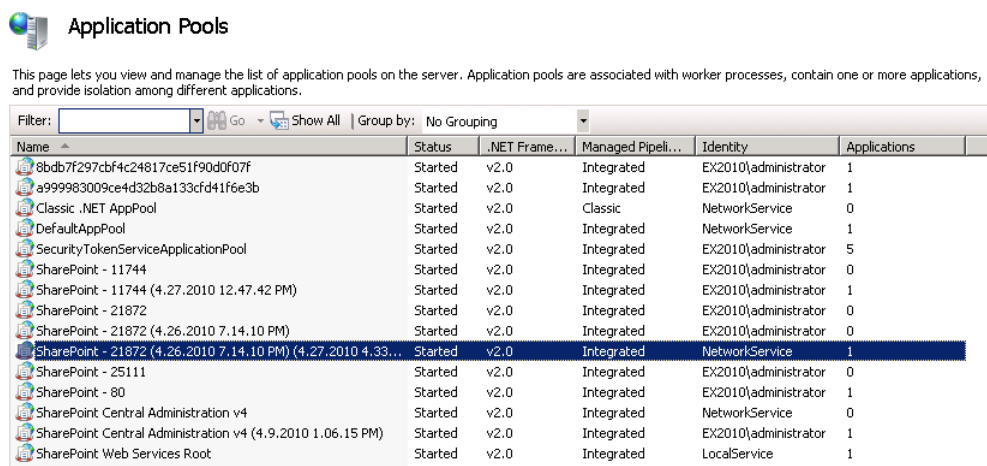 Application Pools
This page lets you view and manage the list of application pools on the server. Application pools are associated with worker processes, contain one or more applications,
and provide isolation among different applications.
Filter: Go Show All Group by: No Grouping
Name Status .NET Frame... Managed Pipeli... Identity Applications
8bdb7f297cbf4c24817ce51f90d0f07f Started v2.0 Integrated EX2010\administrator 1
a999983009ce4d32b8a133cfd41f6e3b Started v2.0 Integrated EX2010\administrator 1
Classic .NET AppPool Started v2.0 Classic NetworkService 0
DefaultAppPool Started v2.0 Integrated NetworkService 1
SecurityTokenServiceApplicationPool Started v2.0 Integrated EX2010\administrator 5
SharePoint - 11744 Started v2.0 Integrated EX2010\administrator 0
SharePoint - 11744 (4.27.2010 12.47.42 PM) Started v2.0 Integrated EX2010\administrator 1
SharePoint - 21872 Started v2.0 Integrated EX2010\administrator 0
SharePoint - 21872 (4.26.2010 7.14.10 PM) Started v2.0 Integrated EX2010\administrator 0
SharePoint - 21872 (4.26.2010 7.14.10 PM) (4.27.2010 4.33... Started v2.0 Integrated NetworkService 1
SharePoint - 25111 Started v2.0 Integrated EX2010\administrator 0
SharePoint - 80 Started v2.0 Integrated EX2010\administrator 1
SharePoint Central Administration v4 Started v2.0 Integrated NetworkService 0
SharePoint Central Administration v4 (4.9.2010 1.06.15 PM) Started v2.0 Integrated EX2010\administrator 1
SharePoint Web Services Root Started v2.0 Integrated LocalService 1